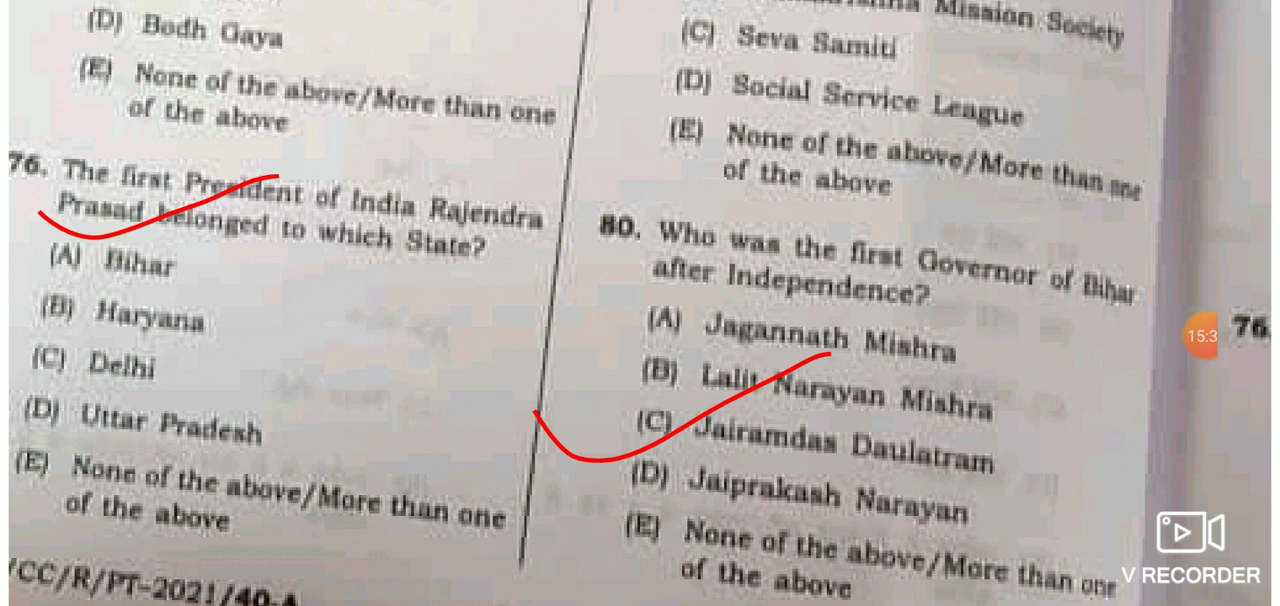 (D) Bodh Gaya
(E) None of the above/More than one
of the above
76. The first President of India Rajendra
Prasad belonged to which State?
(A) Bihar
(B) Haryana
(C) Delhi
(D) Uttar Pradesh
(E) None of the above/More than one
of the above
/CC/R/PT-2021/40-A
Mission Society
(C) Seva Samiti
(D) Social Service League
(E) None of the above/More than one
of the above
80. Who was the first Governor of Bihar
after Independence?
(A) Jagannath Mishra
(B) Lalit Narayan Mishra
(C) Jairamdas Daulatram
(D) Jaiprakash Narayan
(E) None of the above/More than one
of the above
76.
15:3
V RECORDER